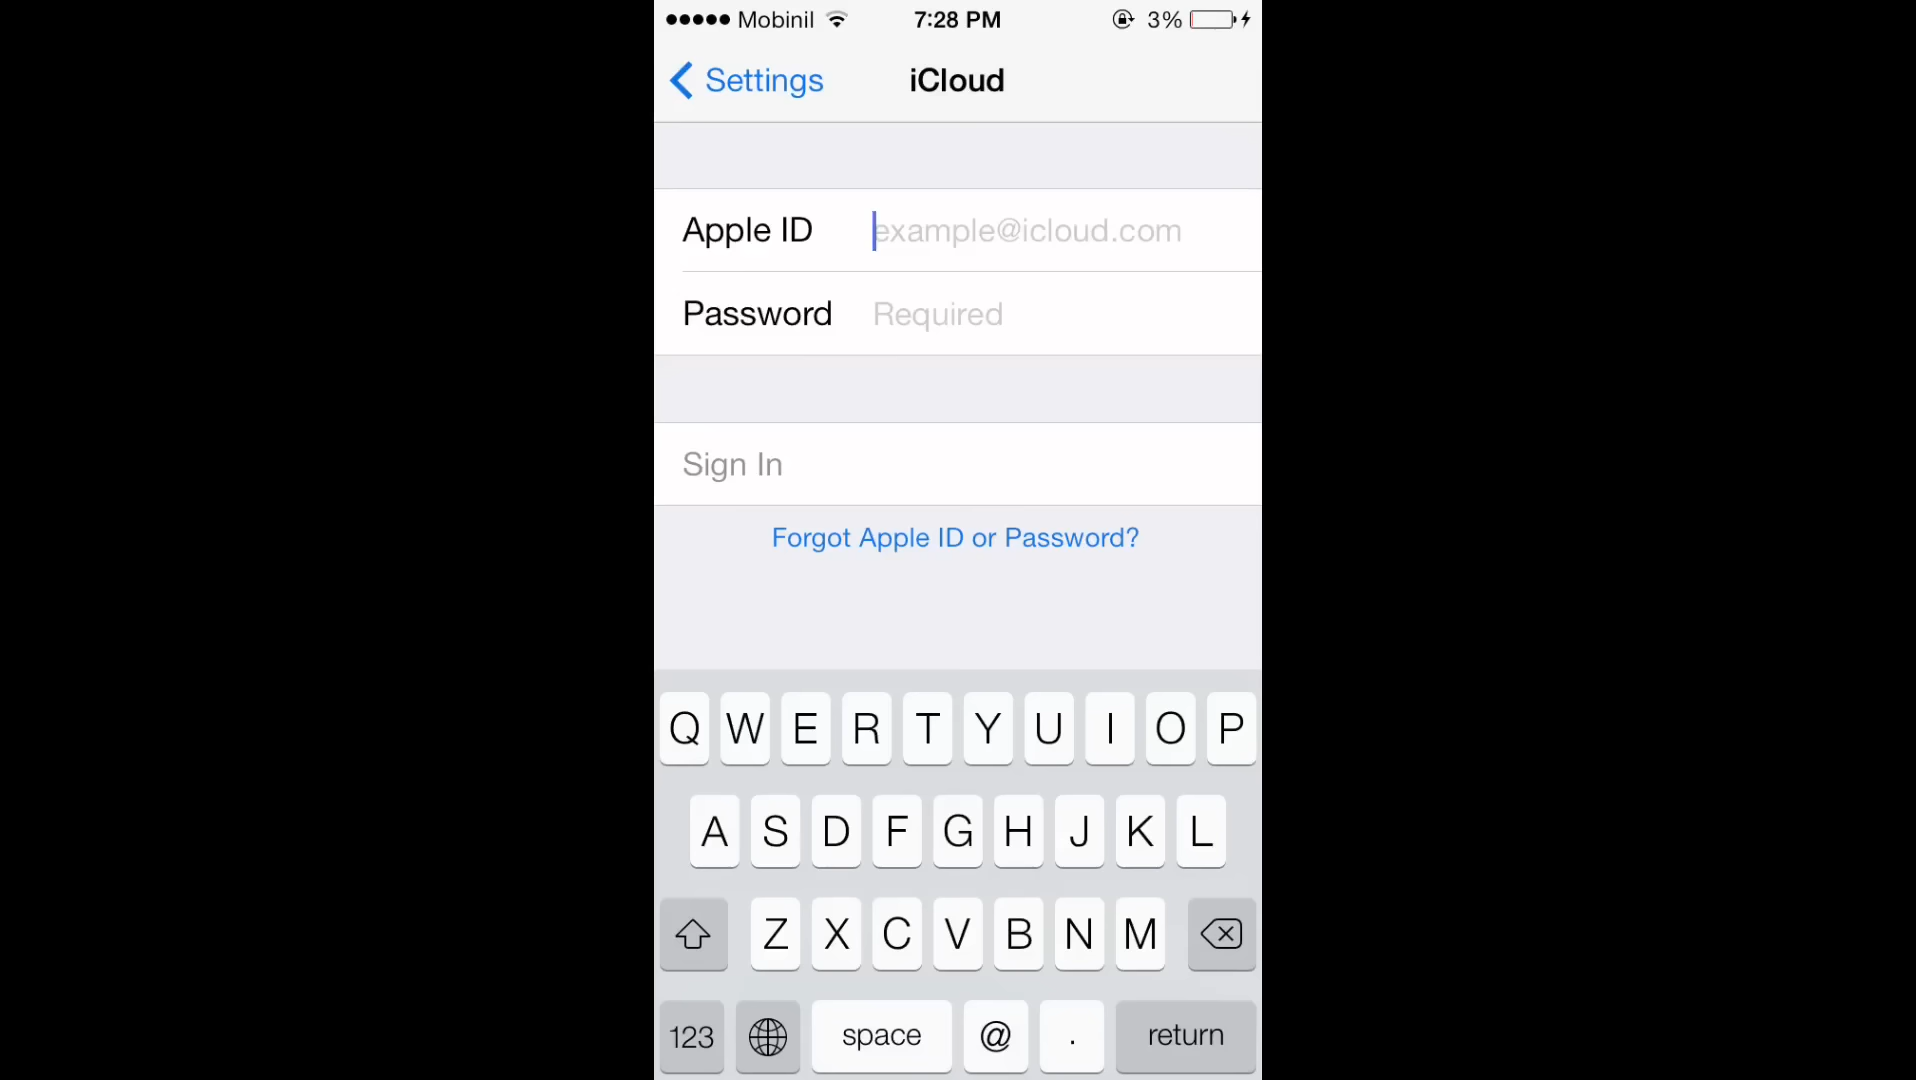 Mobinil 7:28 PM 3%
Settings iCloud
Apple ID example@icloud.com
Password Required
Sign In
Forgot Apple ID or Password?
Q W E R T Y U I O P
A S D F G H J K L
Z X C V B N M
123 space @ . return